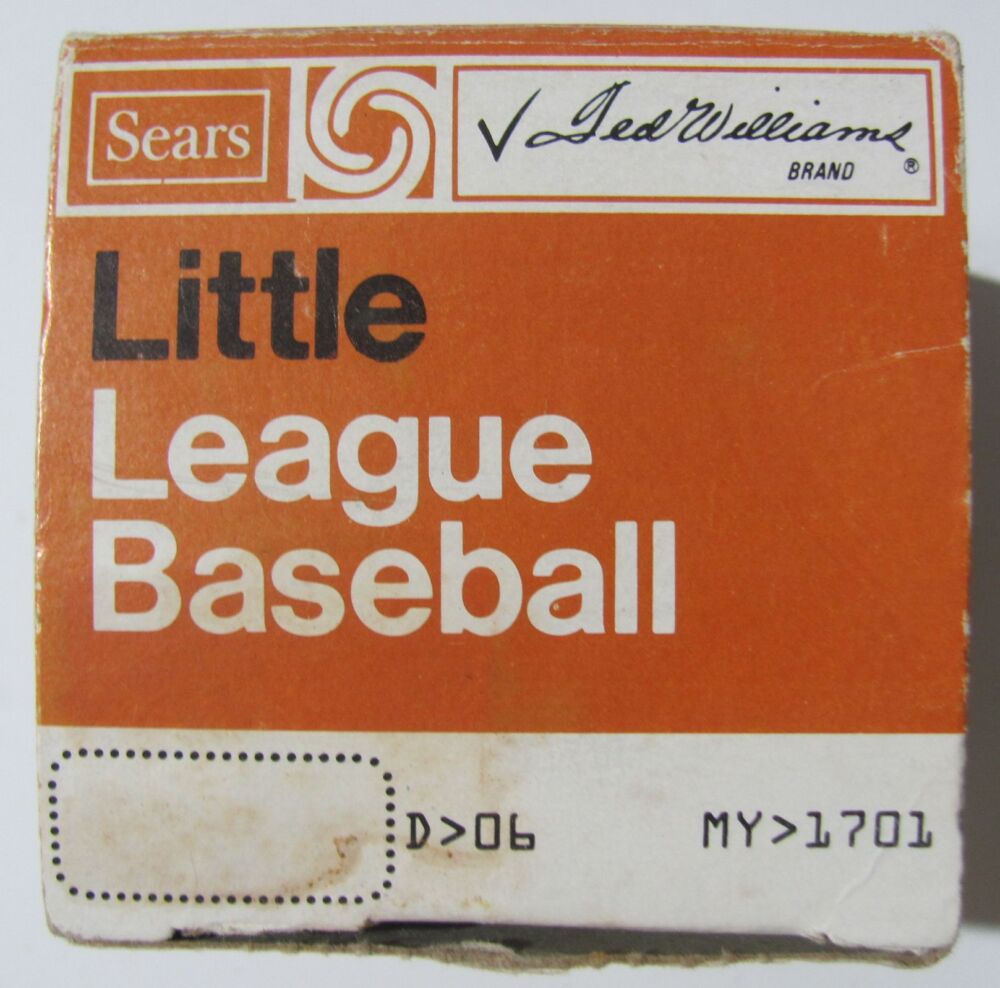 Sears
✓ Ted Williams
BRAND ®
Little
League
Baseball
D>06 MY>1701